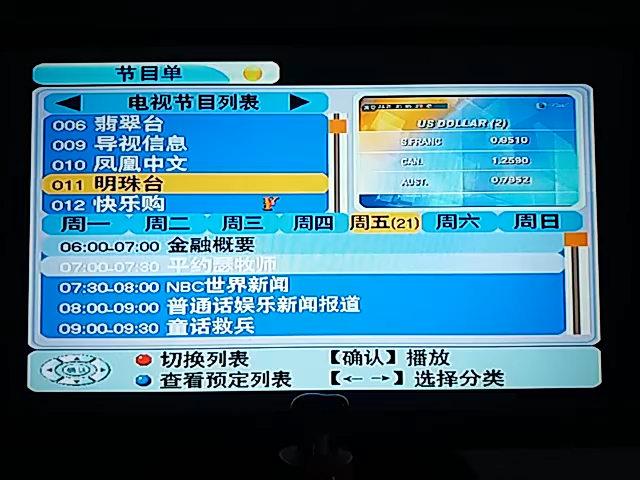 节目单
电视节目列表
006 翡翠台
009 导视信息
010 凤凰中文
011 明珠台
012 快乐购
US DOLLAR (2)
S.FRANC 0.9510
CAN. 1.2590
AUST. 0.7952
周一 周二 周三 周四 周五(21) 周六 周日
06:00-07:00 金融概要
07:00-07:30 平约瑟牧师
07:30-08:00 NBC世界新闻
08:00-09:00 普通话娱乐新闻报道
09:00-09:30 童话救兵
确认 切换列表 【确认】播放
查看预定列表 【←→】选择分类